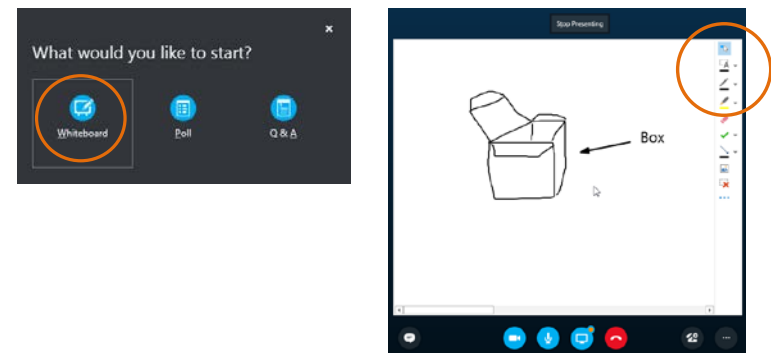 What would you like to start?
Whiteboard
Poll
Q & A
Stop Presenting
Box